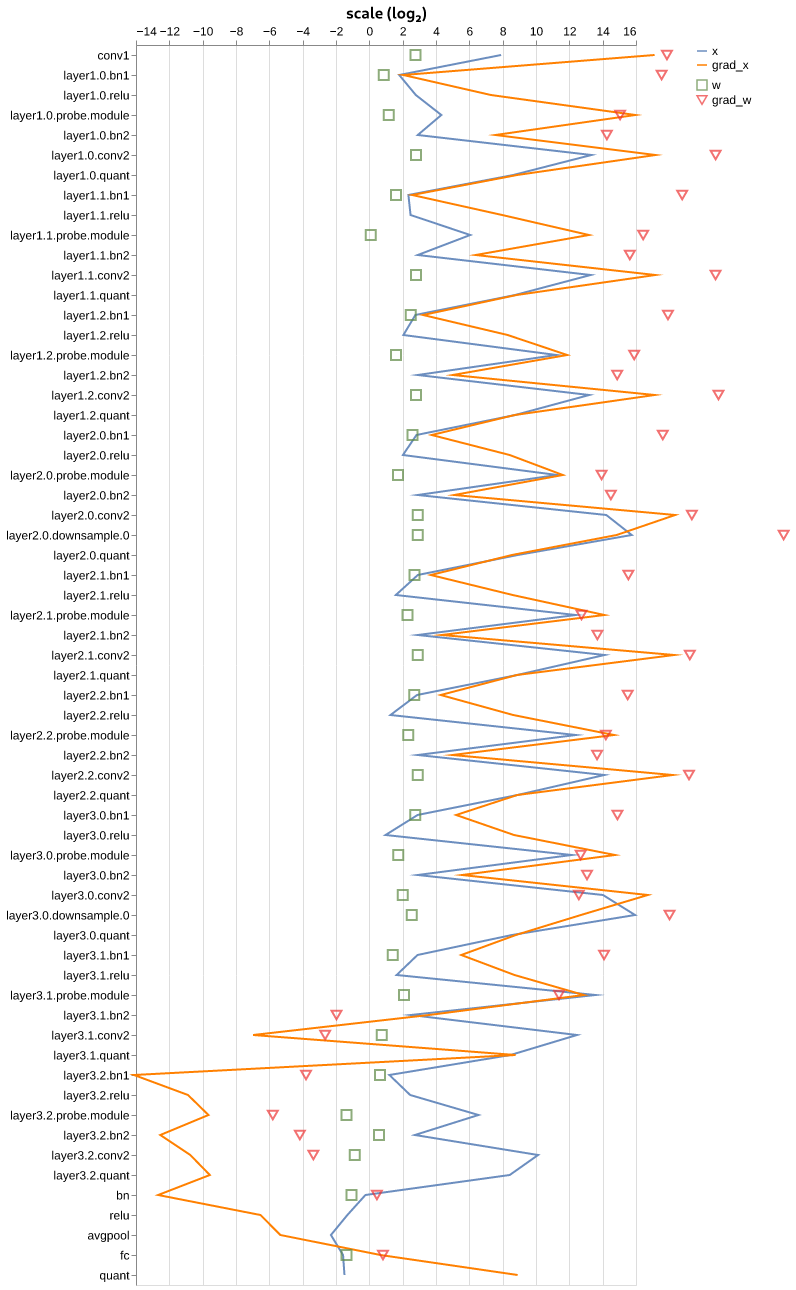 scale (log₂)
−14 −12 −10 −8 −6 −4 −2 0 2 4 6 8 10 12 14 16
x
grad_x
w
grad_w
conv1
layer1.0.bn1
layer1.0.relu
layer1.0.probe.module
layer1.0.bn2
layer1.0.conv2
layer1.0.quant
layer1.1.bn1
layer1.1.relu
layer1.1.probe.module
layer1.1.bn2
layer1.1.conv2
layer1.1.quant
layer1.2.bn1
layer1.2.relu
layer1.2.probe.module
layer1.2.bn2
layer1.2.conv2
layer1.2.quant
layer2.0.bn1
layer2.0.relu
layer2.0.probe.module
layer2.0.bn2
layer2.0.conv2
layer2.0.downsample.0
layer2.0.quant
layer2.1.bn1
layer2.1.relu
layer2.1.probe.module
layer2.1.bn2
layer2.1.conv2
layer2.1.quant
layer2.2.bn1
layer2.2.relu
layer2.2.probe.module
layer2.2.bn2
layer2.2.conv2
layer2.2.quant
layer3.0.bn1
layer3.0.relu
layer3.0.probe.module
layer3.0.bn2
layer3.0.conv2
layer3.0.downsample.0
layer3.0.quant
layer3.1.bn1
layer3.1.relu
layer3.1.probe.module
layer3.1.bn2
layer3.1.conv2
layer3.1.quant
layer3.2.bn1
layer3.2.relu
layer3.2.probe.module
layer3.2.bn2
layer3.2.conv2
layer3.2.quant
bn
relu
avgpool
fc
quant